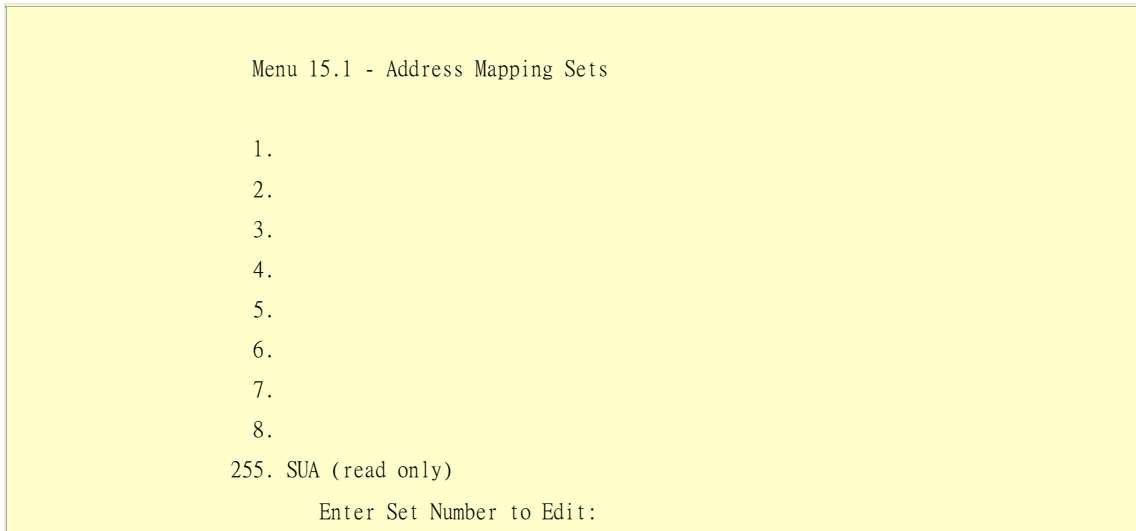 Menu 15.1 - Address Mapping Sets
1.
2.
3.
4.
5.
6.
7.
8.
255. SUA (read only)
Enter Set Number to Edit: